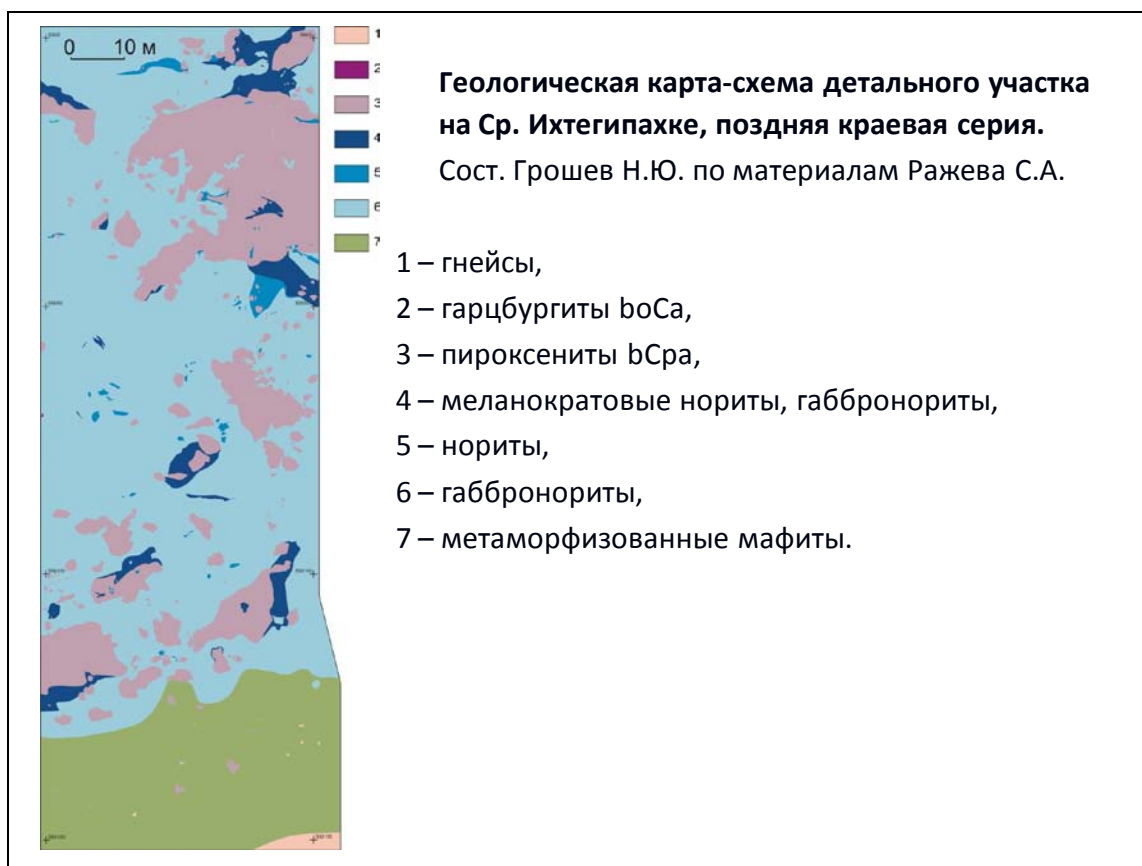 0 10 м
1
2
3
4
5
6
7
Геологическая карта-схема детального участка
на Ср. Ихтегипахке, поздняя краевая серия.
Сост. Грошев Н.Ю. по материалам Ражева С.А.
1 – гнейсы,
2 – гарцбургиты boCa,
3 – пироксениты bCpa,
4 – меланократовые нориты, габбронориты,
5 – нориты,
6 – габбронориты,
7 – метаморфизованные мафиты.